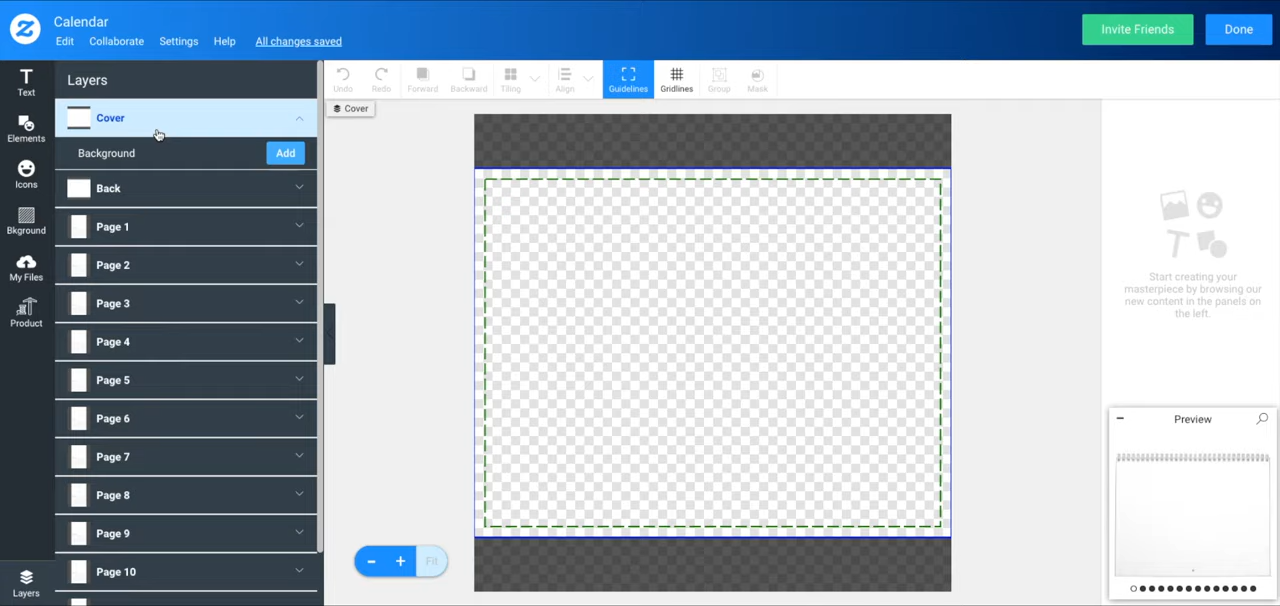 Z
Calendar
Edit Collaborate Settings Help All changes saved
Invite Friends
Done
Text
Elements
Icons
Bkground
My Files
Product
Layers
Layers
Cover
Background Add
Back
Page 1
Page 2
Page 3
Page 4
Page 5
Page 6
Page 7
Page 8
Page 9
Page 10
Undo Redo Forward Backward Tiling Align Guidelines Gridlines Group Mask
Cover
- + Fit
Start creating your
masterpiece by browsing our
new content in the panels on
the left.
Preview